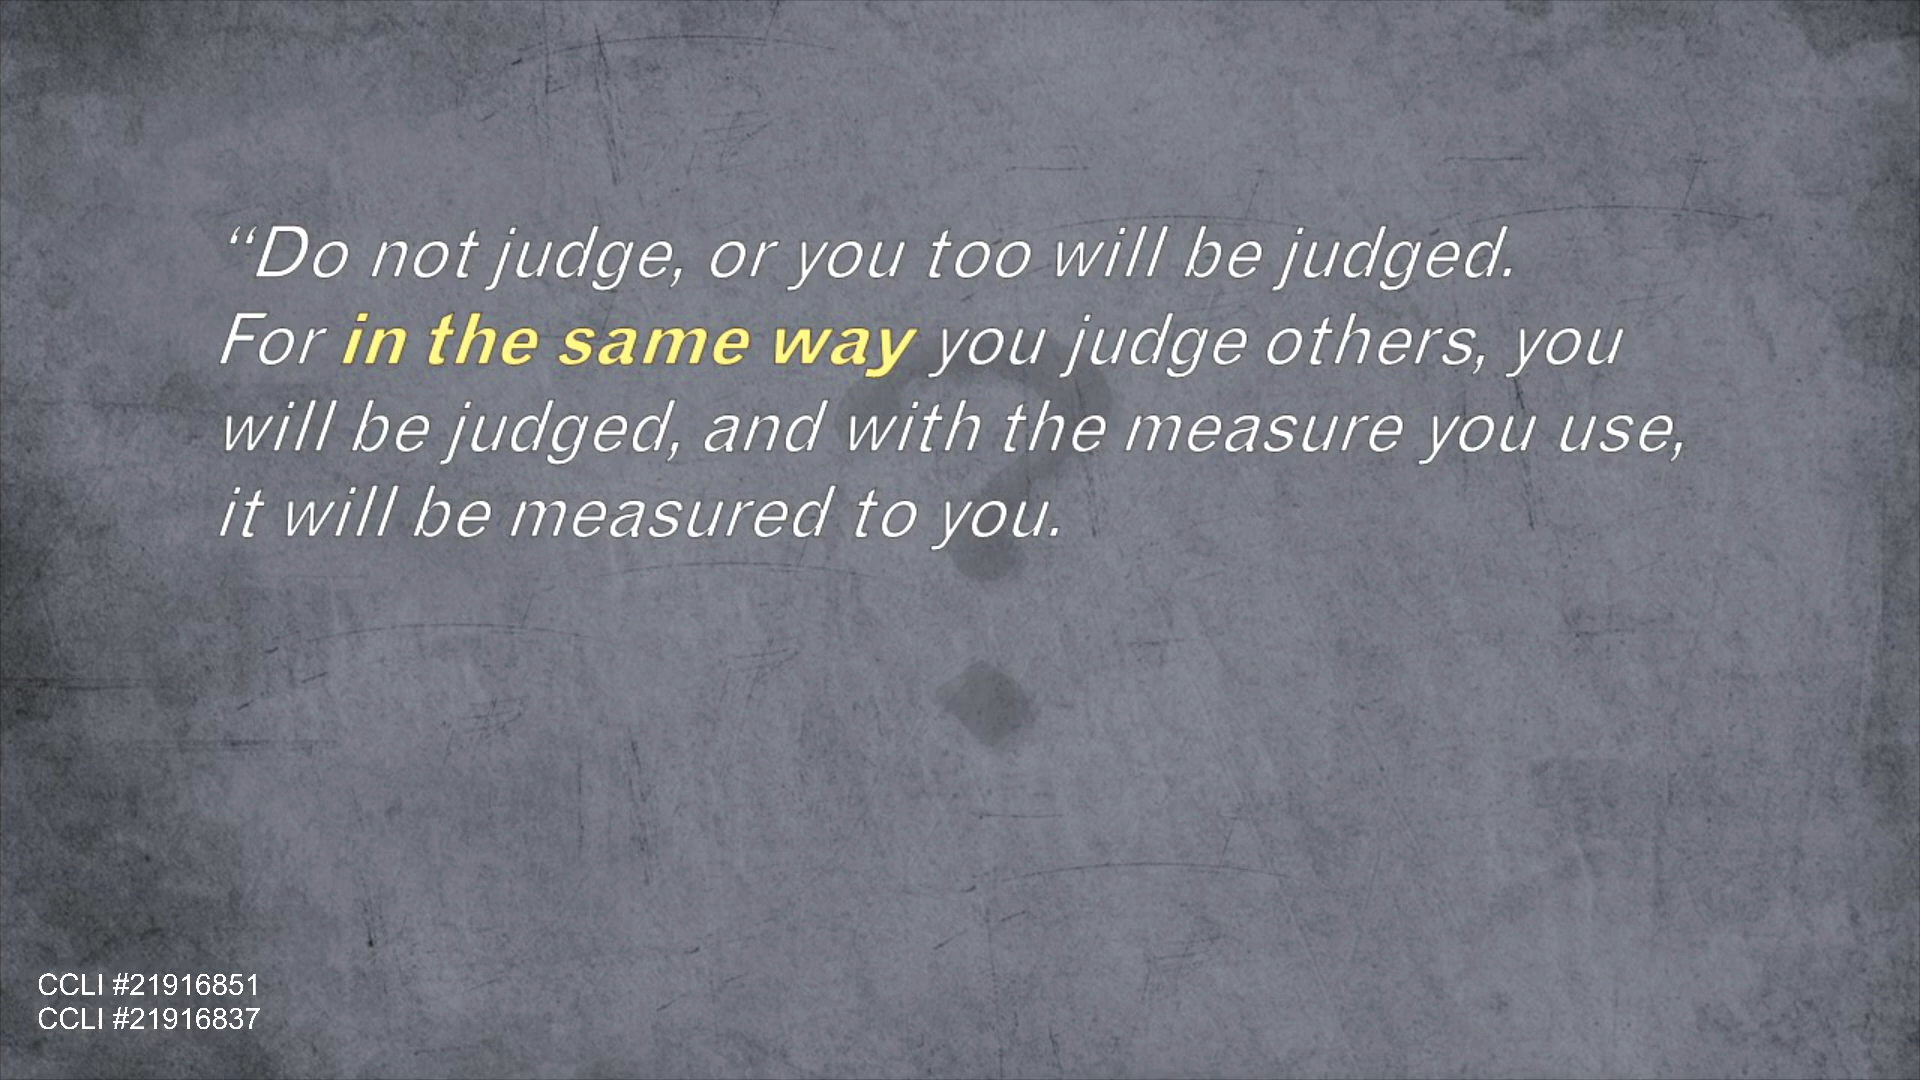 “Do not judge, or you too will be judged.
For in the same way you judge others, you
will be judged, and with the measure you use,
it will be measured to you.
CCLI #21916851
CCLI #21916837